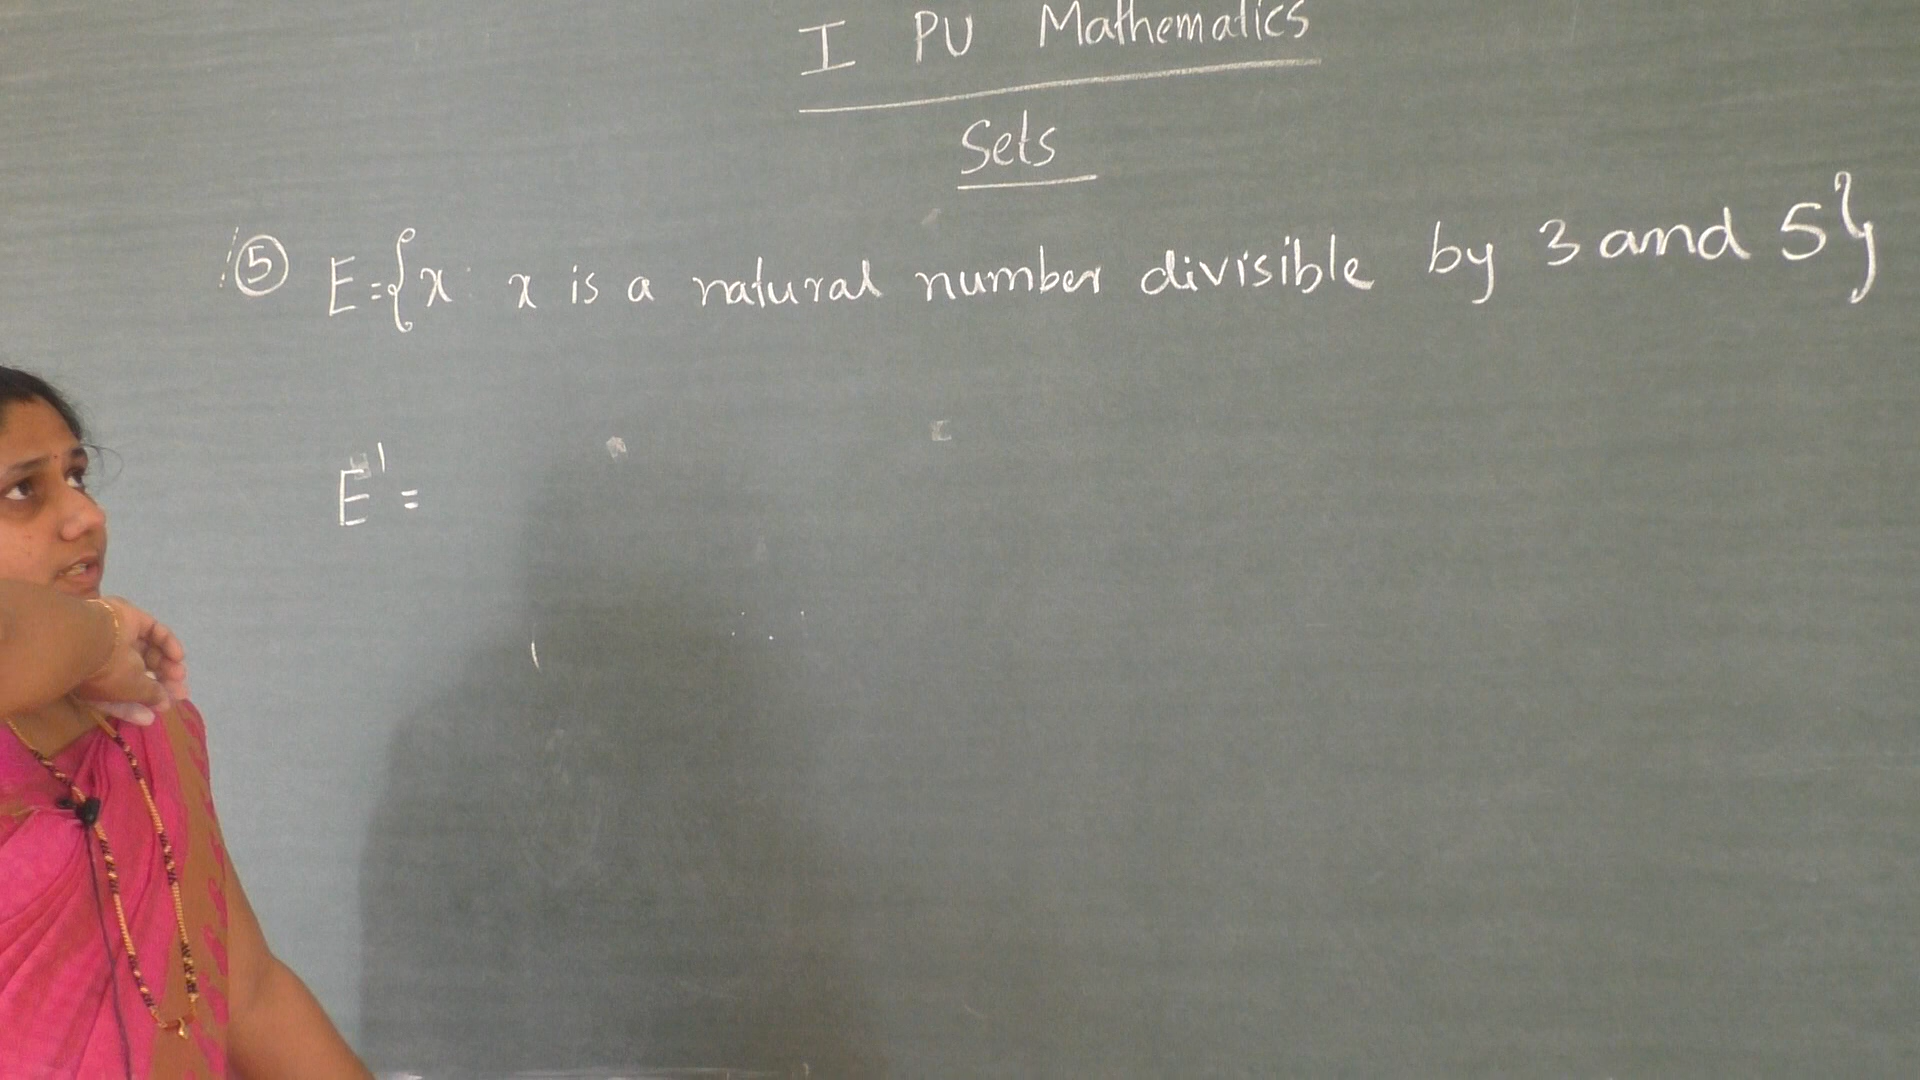 I PU Mathematics
Sets
⑤ E={x: x is a natural number divisible by 3 and 5}
E' =